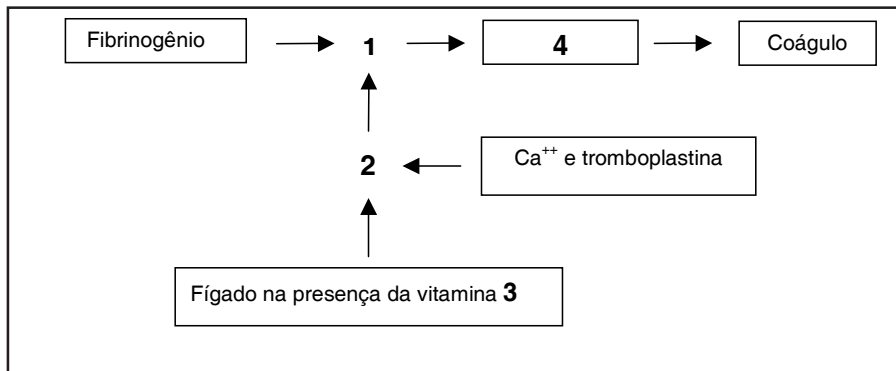 Fibrinogênio
1
4
Coágulo
2
Ca++ e tromboplastina
Fígado na presença da vitamina 3